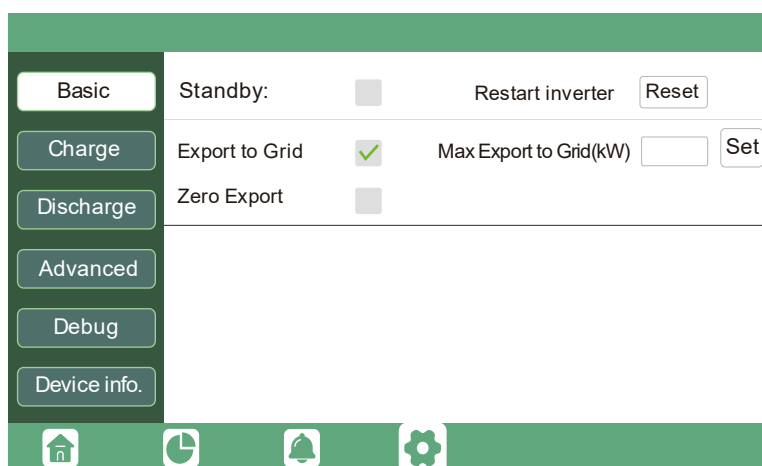 Basic
Standby:
Restart inverter
Reset
Charge
Export to Grid
Max Export to Grid(kW)
Set
Discharge
Zero Export
Advanced
Debug
Device info.